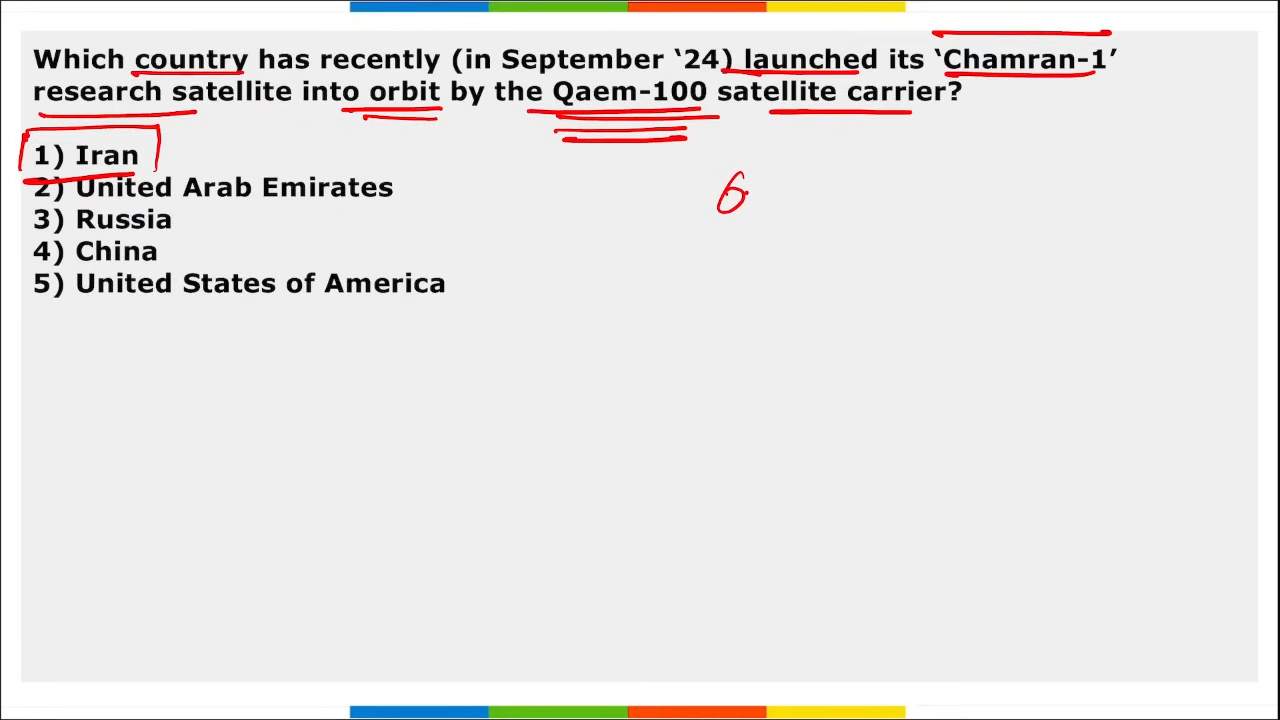 Which country has recently (in September ‘24) launched its ‘Chamran-1’
research satellite into orbit by the Qaem-100 satellite carrier?
1) Iran
2) United Arab Emirates
6
3) Russia
4) China
5) United States of America